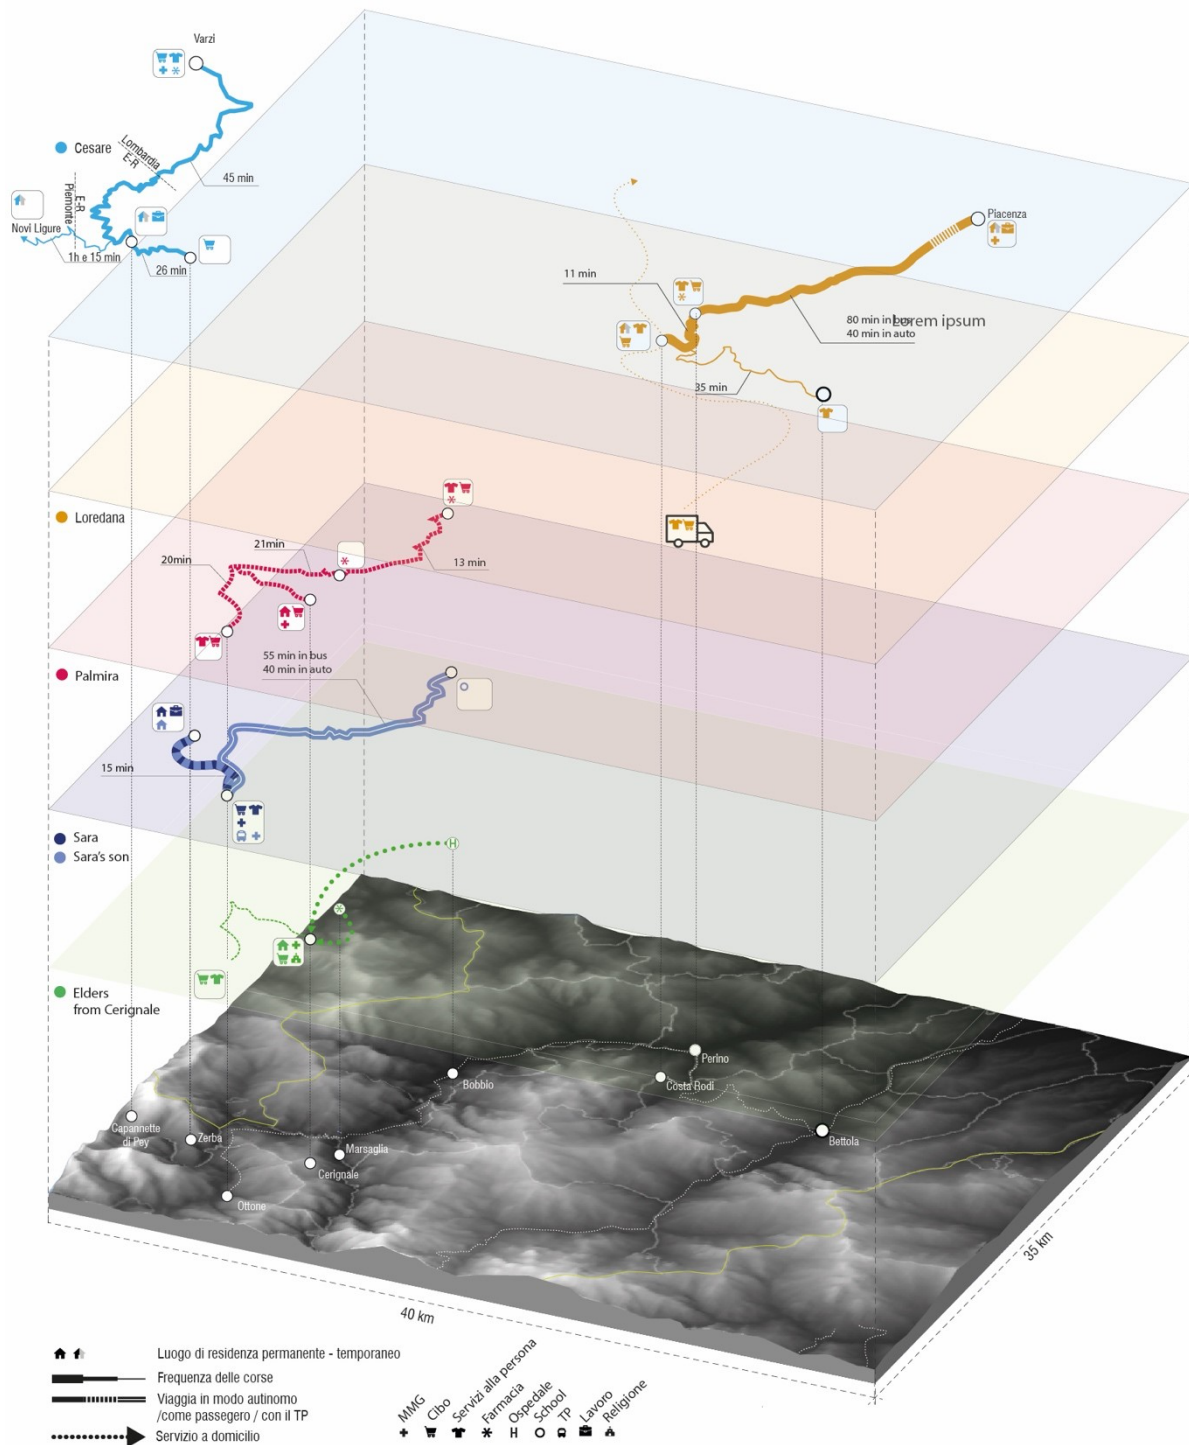 Varzi
Cesare
Lombardia
E-R
45 min
E-R
Piemonte
Novi Ligure
1h e 15 min
26 min
Piacenza
11 min
80 min in bus
40 min in auto
Lorem ipsum
35 min
Loredana
21min
20min
13 min
Palmira
55 min in bus
40 min in auto
15 min
Sara
Sara's son
H
Elders
from Cerignale
Perino
Bobbio
Costa Rodi
Capannette
di Pey
Zerba
Marsaglia
Bettola
Cerignale
Ottone
35 km
40 km
Luogo di residenza permanente - temporaneo
Frequenza delle corse
Viaggia in modo autinomo
/come passegero / con il TP
Servizio a domicilio
MMG
Cibo
Servizi alla persona
Farmacia
Ospedale
School
TP
Lavoro
Religione
H